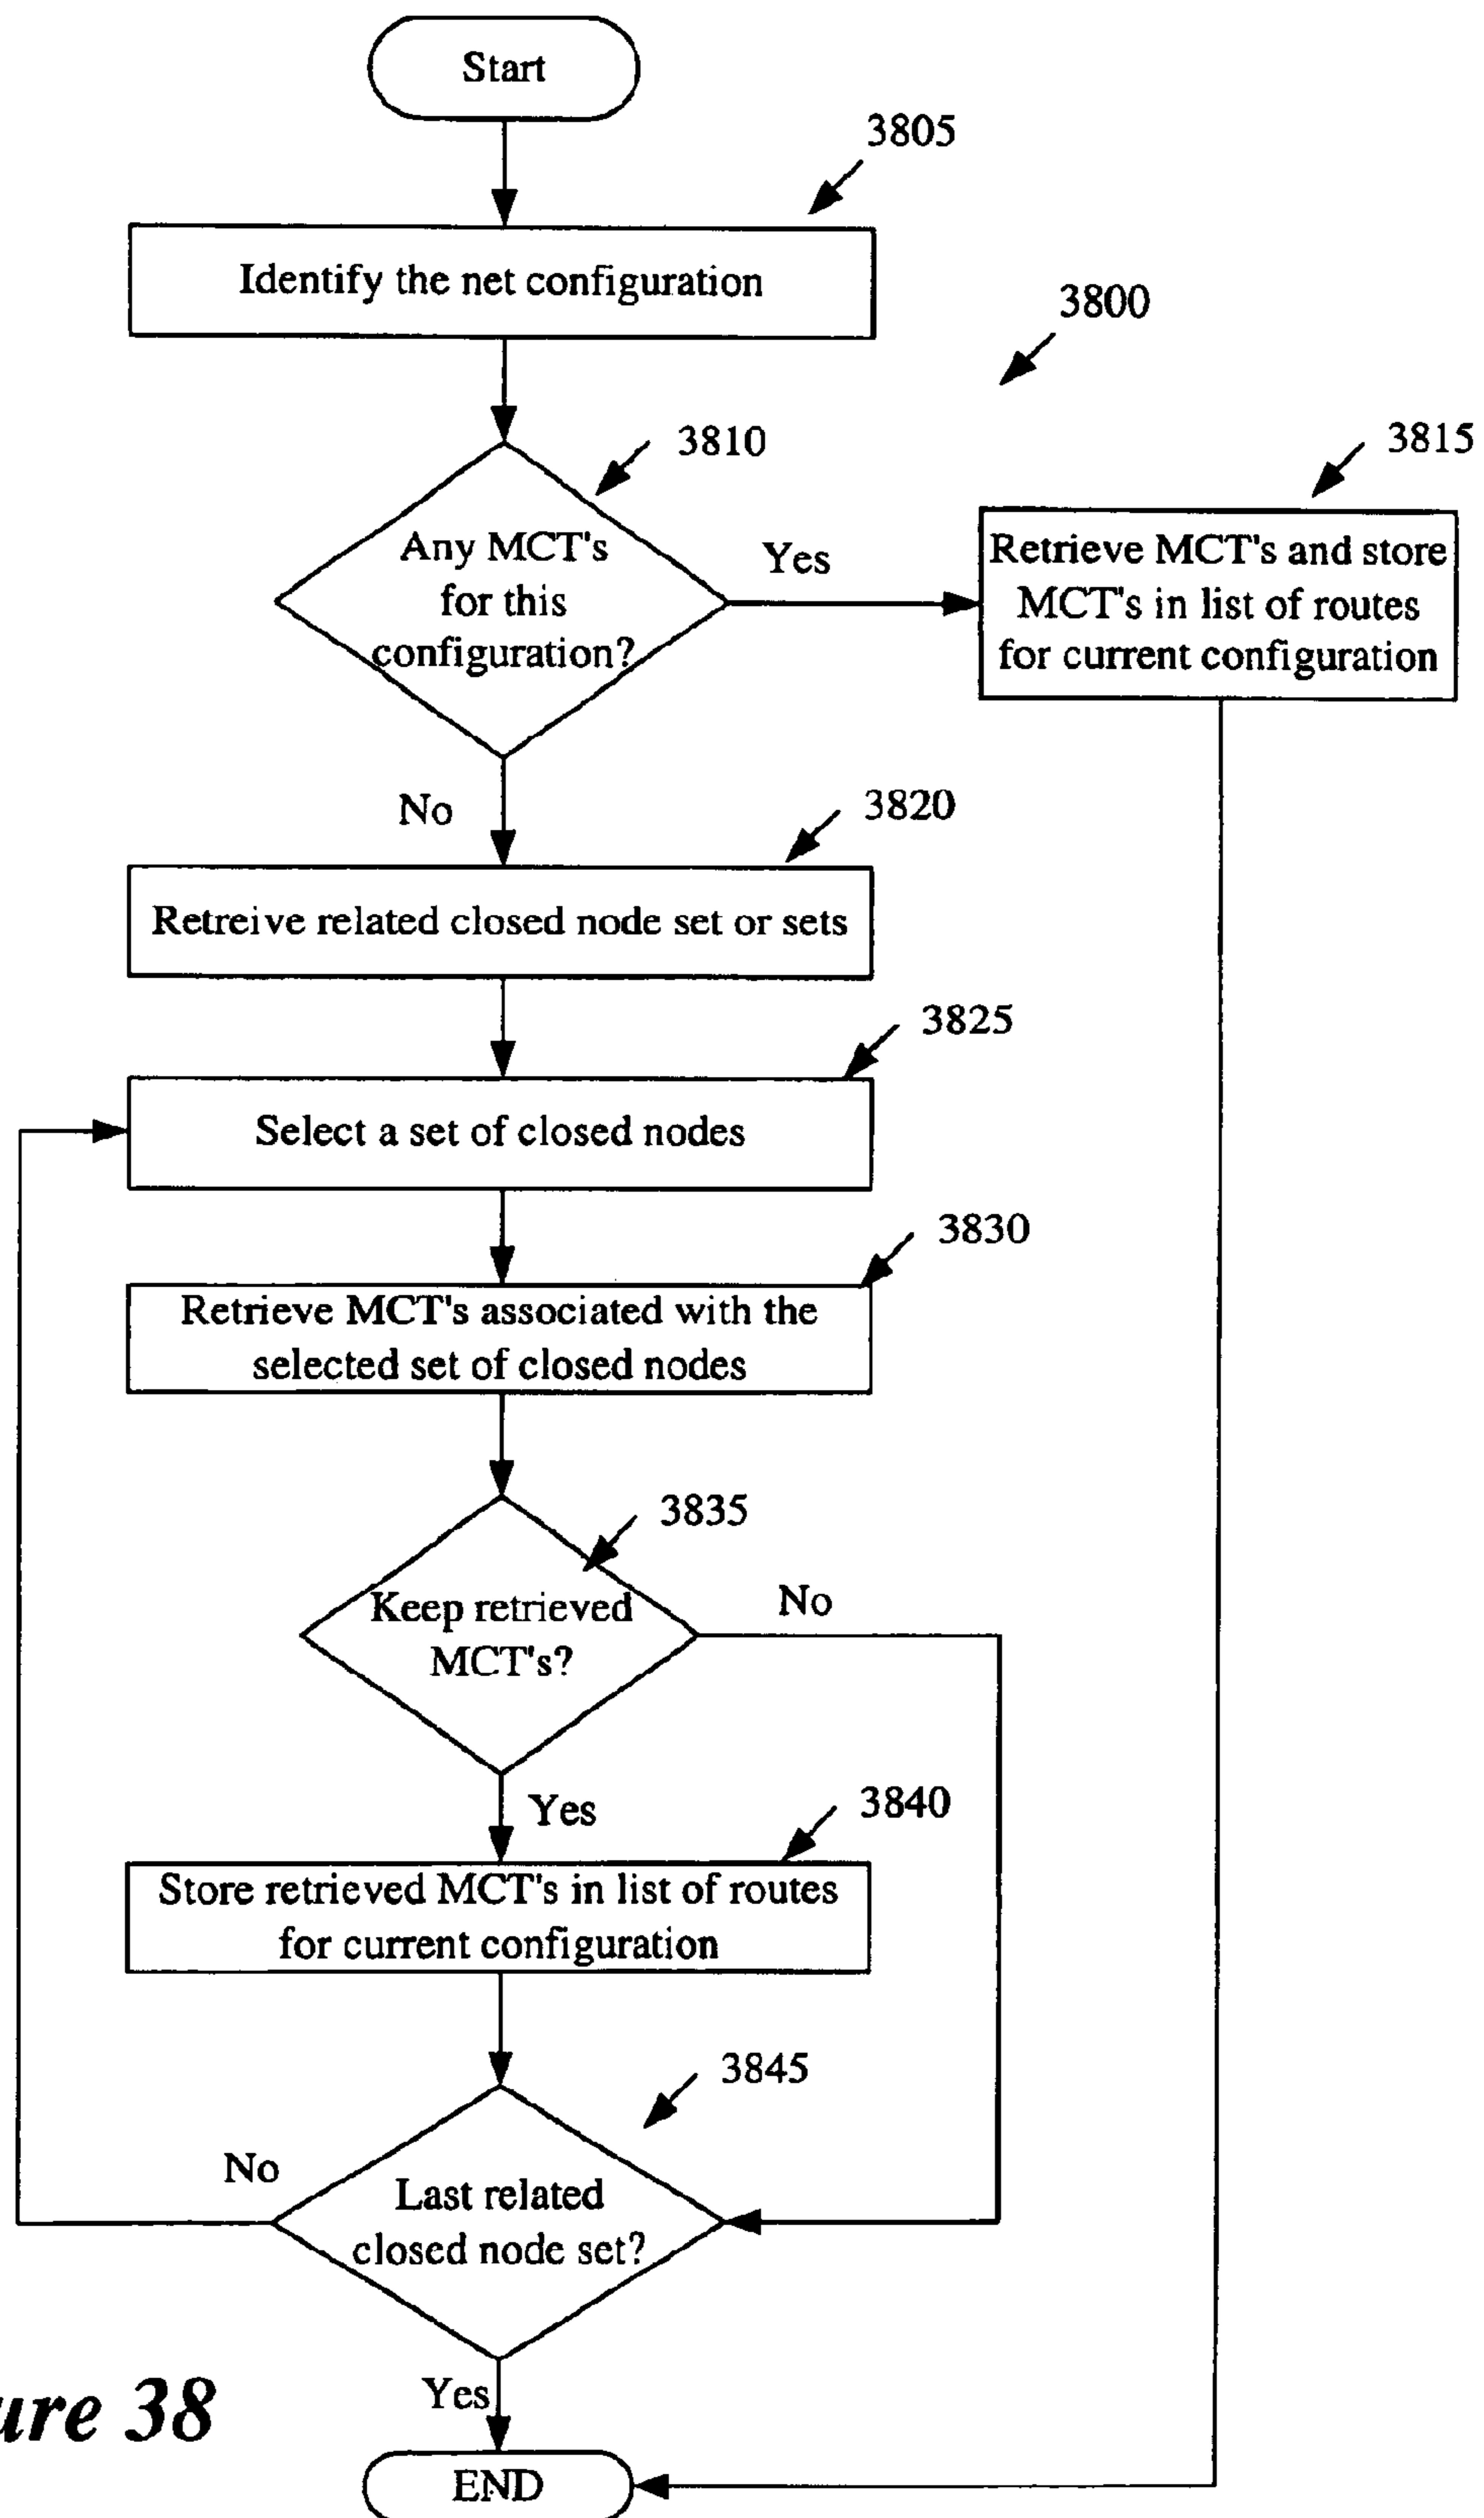 Start
3805
Identify the net configuration
3800
3810
3815
Any MCT's
for this
configuration?
Yes
Retrieve MCT's and store
MCT's in list of routes
for current configuration
No
3820
Retreive related closed node set or sets
3825
Select a set of closed nodes
3830
Retrieve MCT's associated with the
selected set of closed nodes
3835
Keep retrieved
MCT's?
No
Yes
3840
Store retrieved MCT's in list of routes
for current configuration
3845
No
Last related
closed node set?
Yes
ure 38
END